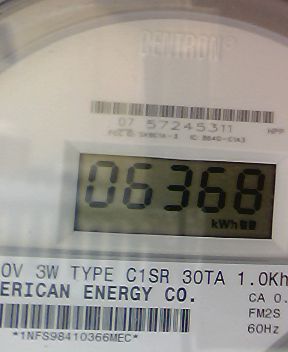 CENTRON®
07 57245311
HPP
06368
kWh
0V 3W TYPE C1SR 30TA 1.0Kh
ERICAN ENERGY CO.
CA 0.
FM2S
60Hz
*1NFS98410366MEC*